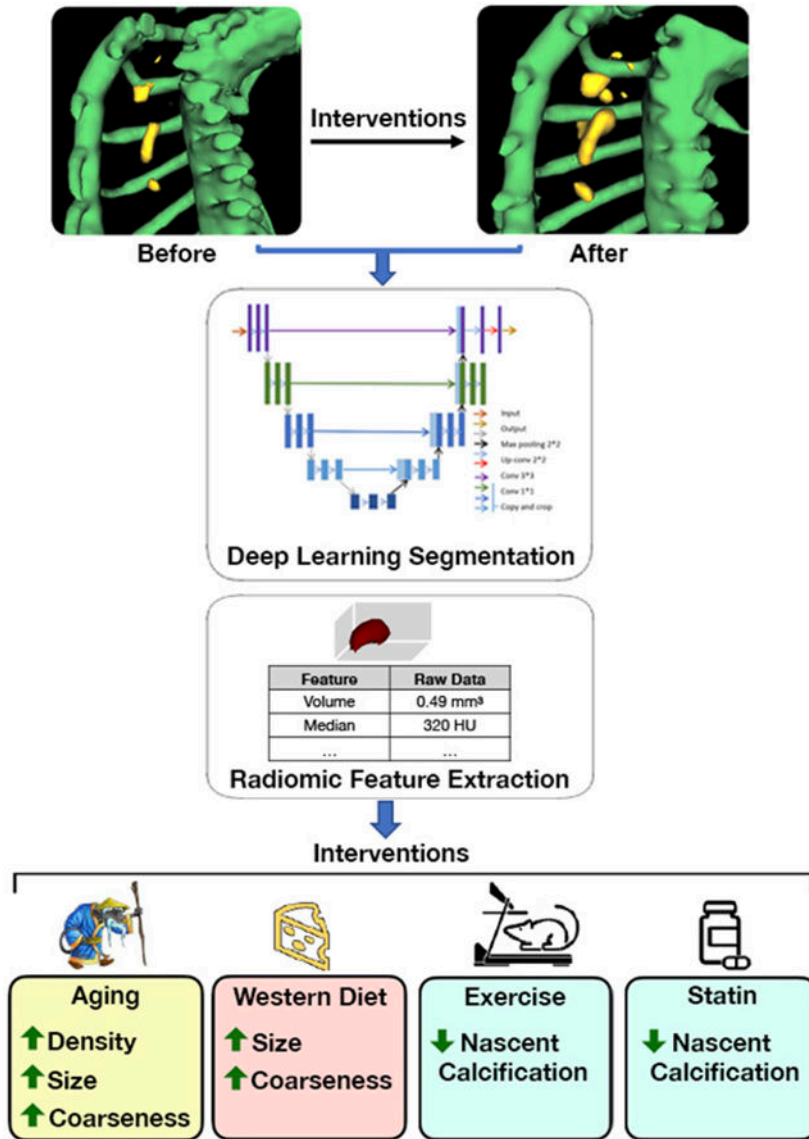 Interventions
Before
After
Input
Output
Max pooling 2*2
Up-conv 2*2
Conv 3*3
Conv 1*1
Copy and crop
Deep Learning Segmentation
Feature Raw Data
Volume 0.49 mm³
Median 320 HU
... ...
Radiomic Feature Extraction
Interventions
Aging
Density
Size
Coarseness
Western Diet
Size
Coarseness
Exercise
Nascent
Calcification
Statin
Nascent
Calcification